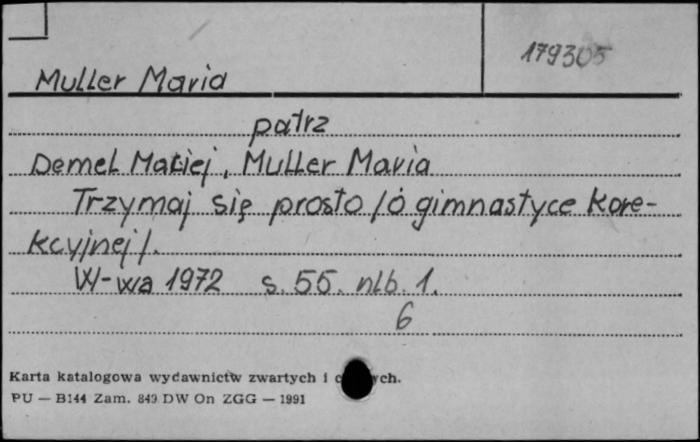 179305
Muller Maria
patrz
Demel Maciej, Muller Maria
Trzymaj się prosto /o gimnastyce kore-
kcyjnej/.
W-wa 1972 s. 55. nlb. 1.
6
Karta katalogowa wydawnictw zwartych i
PU — B144 Zam. 849 DW On ZGG — 1991